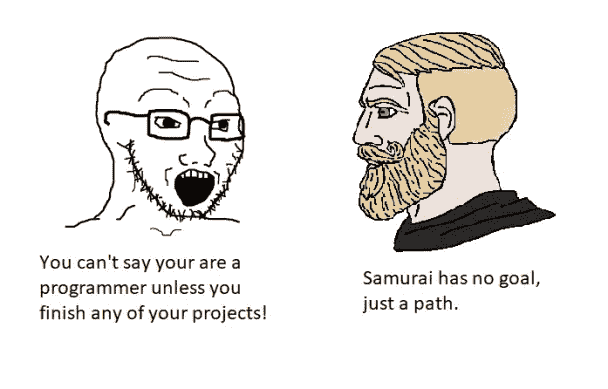 You can't say your are a
programmer unless you
finish any of your projects!
Samurai has no goal,
just a path.